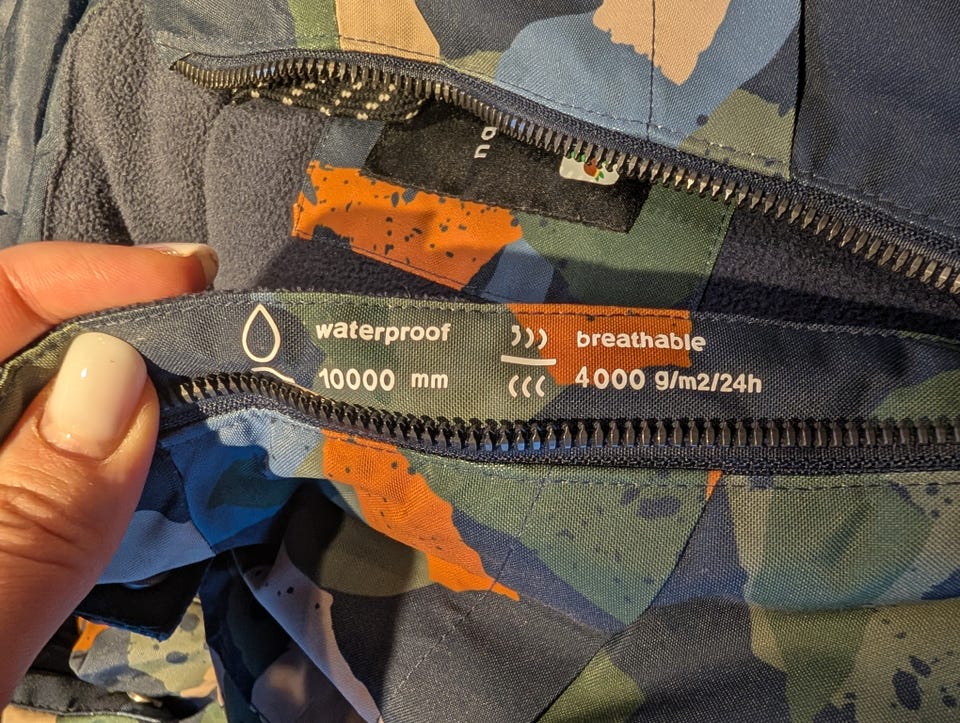 waterproof
10000 mm
breathable
4000 g/m2/24h